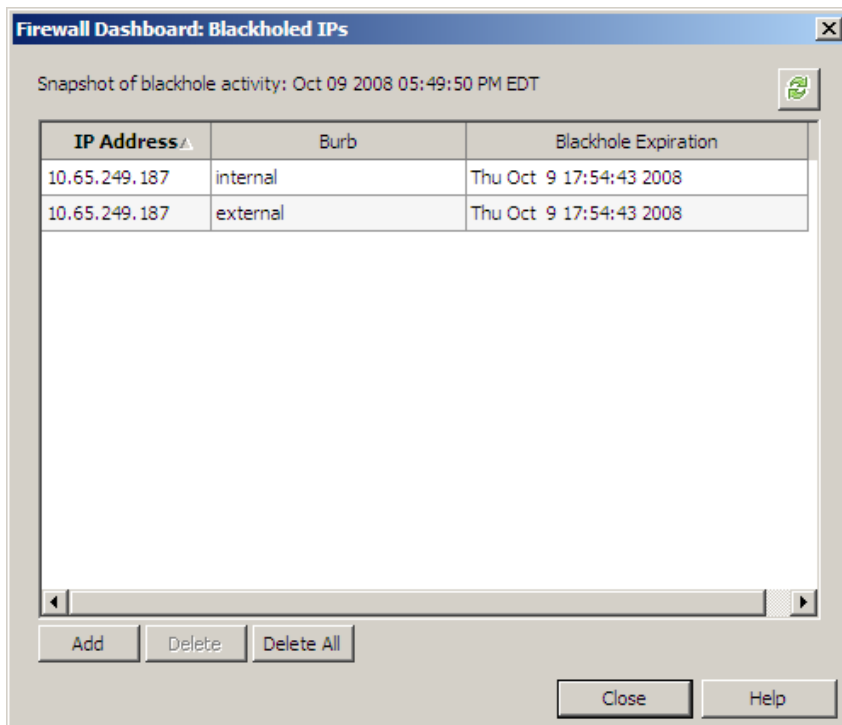 Firewall Dashboard: Blackholed IPs
Snapshot of blackhole activity: Oct 09 2008 05:49:50 PM EDT
IP Address Burb Blackhole Expiration
10.65.249.187 internal Thu Oct 9 17:54:43 2008
10.65.249.187 external Thu Oct 9 17:54:43 2008
Add Delete Delete All
Close Help